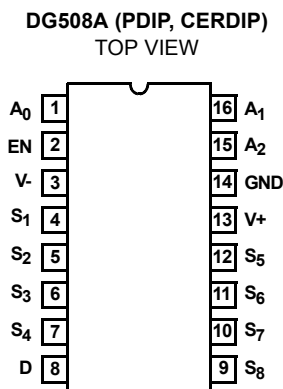 DG508A (PDIP, CERDIP)
TOP VIEW
A0 1 16 A1
EN 2 15 A2
V- 3 14 GND
S1 4 13 V+
S2 5 12 S5
S3 6 11 S6
S4 7 10 S7
D 8 9 S8